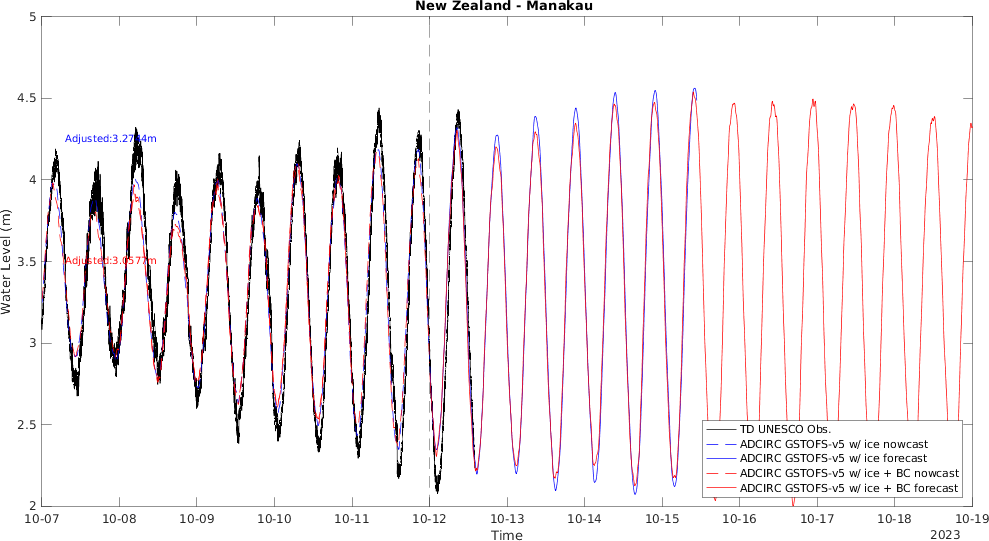 New Zealand - Manakau
5
4.5
4
3.5
3
2.5
2
Water Level (m)
Adjusted:3.2734m
Adjusted:3.0577m
TD UNESCO Obs.
ADCIRC GSTOFS-v5 w/ ice nowcast
ADCIRC GSTOFS-v5 w/ ice forecast
ADCIRC GSTOFS-v5 w/ ice + BC nowcast
ADCIRC GSTOFS-v5 w/ ice + BC forecast
10-07 10-08 10-09 10-10 10-11 10-12 10-13 10-14 10-15 10-16 10-17 10-18 10-19
Time
2023